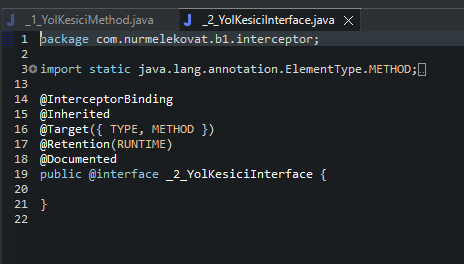 _1_YolKesiciMethod.java
_2_YolKesiciInterface.java
1 package com.nurmelekovat.b1.interceptor;
2
3 import static java.lang.annotation.ElementType.METHOD;
13
14 @InterceptorBinding
15 @Inherited
16 @Target({ TYPE, METHOD })
17 @Retention(RUNTIME)
18 @Documented
19 public @interface _2_YolKesiciInterface {
20
21 }
22